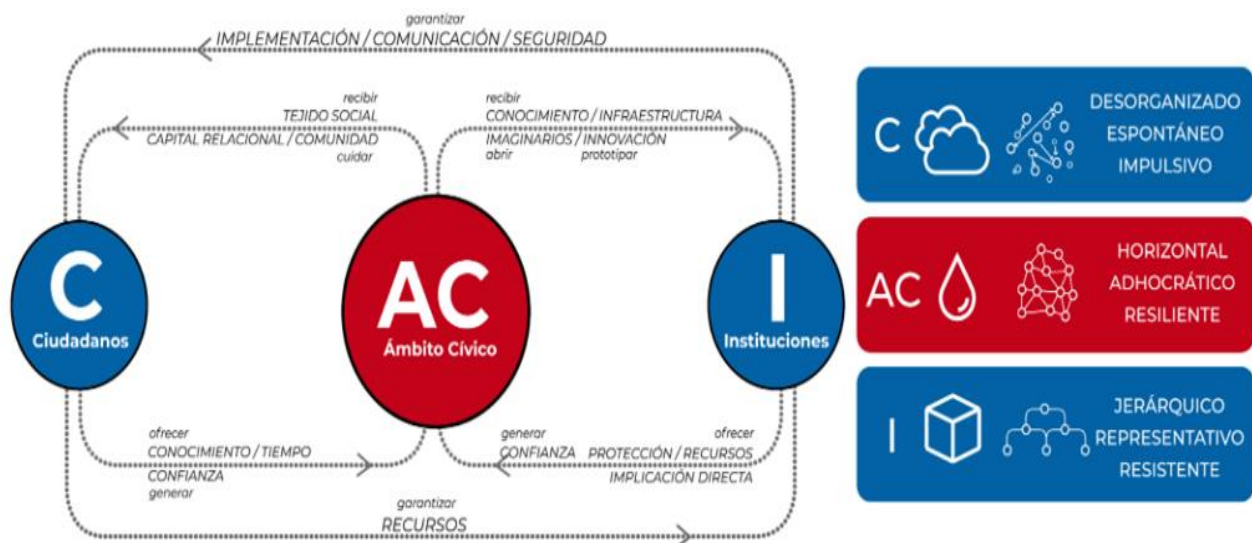 garantizar
IMPLEMENTACIÓN / COMUNICACIÓN / SEGURIDAD
recibir
TEJIDO SOCIAL
CAPITAL RELACIONAL / COMUNIDAD
cuidar
recibir
CONOCIMIENTO / INFRAESTRUCTURA
IMAGINARIOS / INNOVACIÓN
abrir prototipar
C
Ciudadanos
AC
Ámbito Cívico
I
Instituciones
ofrecer
CONOCIMIENTO / TIEMPO
CONFIANZA
generar
generar ofrecer
CONFIANZA PROTECCIÓN / RECURSOS
IMPLICACIÓN DIRECTA
garantizar
RECURSOS
C
DESORGANIZADO
ESPONTÁNEO
IMPULSIVO
AC
HORIZONTAL
ADHOCRÁTICO
RESILIENTE
I
JERÁRQUICO
REPRESENTATIVO
RESISTENTE